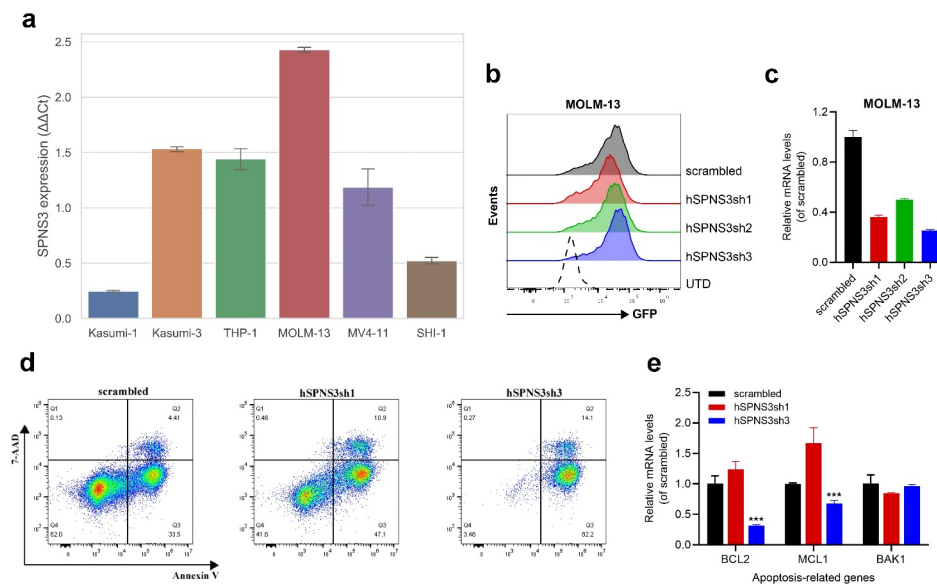 a
SPNS3 expression (ΔΔCt)
2.5
2.0
1.5
1.0
0.5
0.0
Kasumi-1 Kasumi-3 THP-1 MOLM-13 MV4-11 SHI-1
b
MOLM-13
Events
scrambled
hSPNS3sh1
hSPNS3sh2
hSPNS3sh3
UTD
GFP
c
MOLM-13
Relative mRNA levels
(of scrambled)
1.2
0.8
0.4
0.0
scrambled
hSPNS3sh1
hSPNS3sh2
hSPNS3sh3
d
7-AAD
Annexin V
scrambled
Q1
0.13
Q2
4.41
Q4
62.0
Q3
33.5
hSPNS3sh1
Q1
0.46
Q2
10.9
Q4
41.6
Q3
47.1
hSPNS3sh3
Q1
0.27
Q2
14.1
Q4
3.46
Q3
82.2
e
Relative mRNA levels
(of scrambled)
2.5
2.0
1.5
1.0
0.5
0.0
scrambled
hSPNS3sh1
hSPNS3sh3
***
***
BCL2 MCL1 BAK1
Apoptosis-related genes